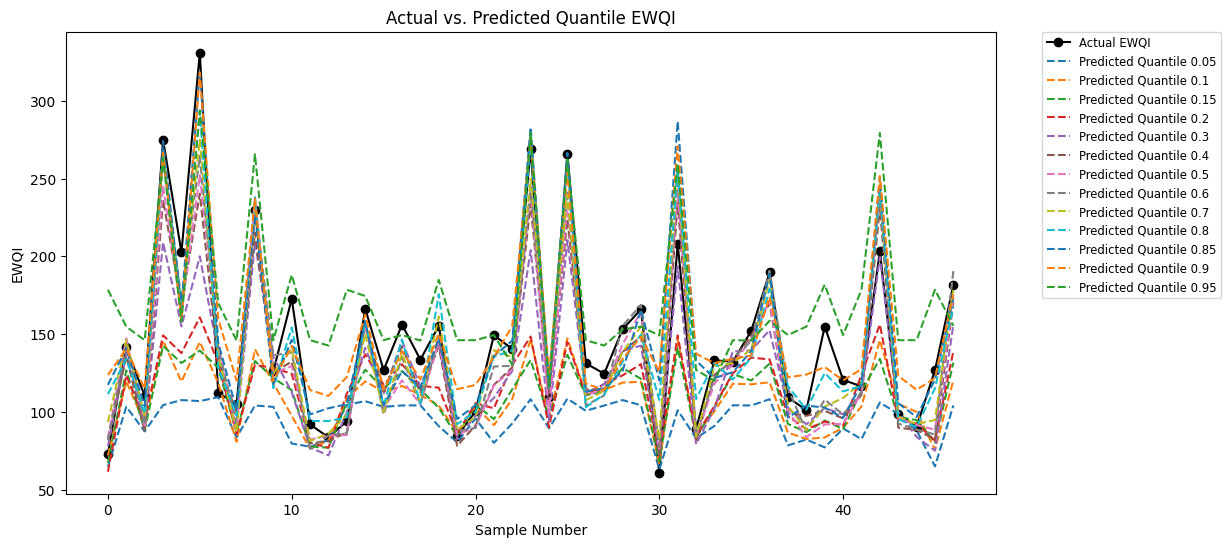 Actual vs. Predicted Quantile EWQI
EWQI
300
250
200
150
100
50
0
10
20
30
40
Sample Number
Actual EWQI
Predicted Quantile 0.05
Predicted Quantile 0.1
Predicted Quantile 0.15
Predicted Quantile 0.2
Predicted Quantile 0.3
Predicted Quantile 0.4
Predicted Quantile 0.5
Predicted Quantile 0.6
Predicted Quantile 0.7
Predicted Quantile 0.8
Predicted Quantile 0.85
Predicted Quantile 0.9
Predicted Quantile 0.95